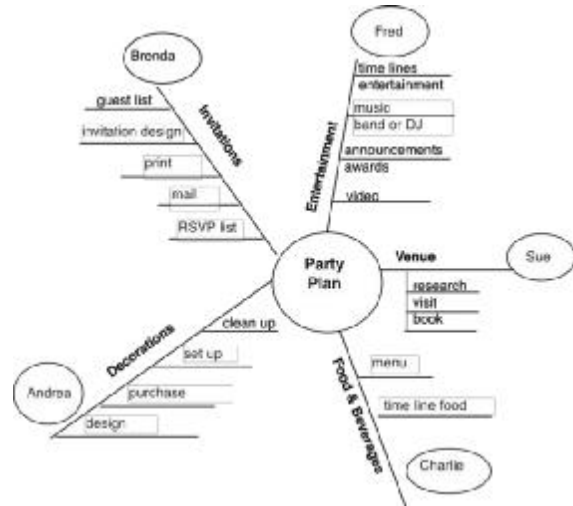 Fred
time lines
entertainment
music
band or DJ
announcements
awards
video
Entertainment
Brenda
guest list
invitation design
print
mail
RSVP list
Invitations
Party
Plan
Venue
Sue
research
visit
book
Decorations
clean up
set up
purchase
design
Andrea
Food & Beverages
menu
time line food
Charlie